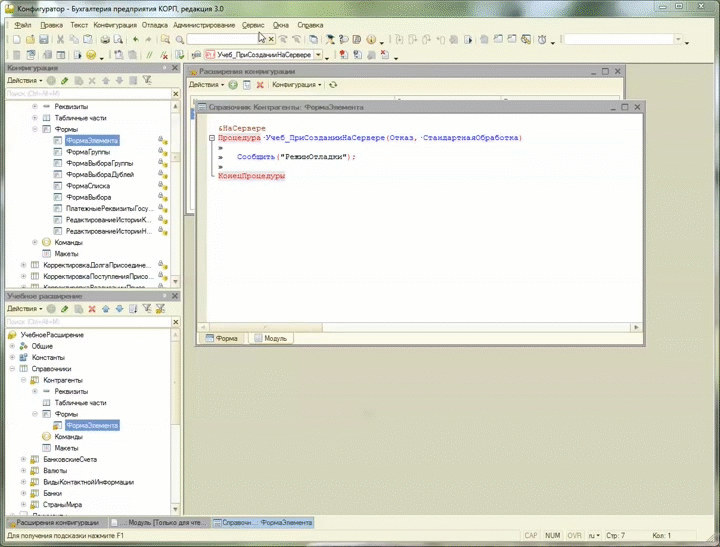 Конфигуратор - Бухгалтерия предприятия КОРП, редакция 3.0
Файл Правка Текст Конфигурация Отладка Администрирование Сервис Окна Справка
Учеб_ПриСозданииНаСервере
Конфигурация
Действия
Поиск (Ctrl+Alt+M)
Реквизиты
Табличные части
Формы
ФормаЭлемента
ФормаГруппы
ФормаВыбораГруппы
ФормаВыбораДублей
ФормаСписка
ФормаВыбора
ПлатежныеРеквизитыГосу...
РедактированиеИсторииК...
РедактированиеИсторииН...
Команды
Макеты
КорректировкаДолгаПрисоедине...
КорректировкаПоступленияПрисо...
КорректировкаРеализацииПрисо...
Учебное расширение
Действия
Поиск (Ctrl+Alt+M)
УчебноеРасширение
Общие
Константы
Справочники
Контрагенты
Реквизиты
Табличные части
Формы
ФормаЭлемента
Команды
Макеты
БанковскиеСчета
Валюты
ВидыКонтактнойИнформации
Банки
СтраныМира
Документы
Расширения конфигурации
Действия Конфигурация
Справочник Контрагенты: ФормаЭлемента
&НаСервере
Процедура Учеб_ПриСозданииНаСервере(Отказ, СтандартнаяОбработка)
Сообщить("РежимОтладки");
КонецПроцедуры
Форма Модуль
Расширения конфигурации ... Модуль [Только для чте... Справочн...: ФормаЭлемента
Для получения подсказки нажмите F1 CAP NUM OVR ru Стр: 7 Кол: 1